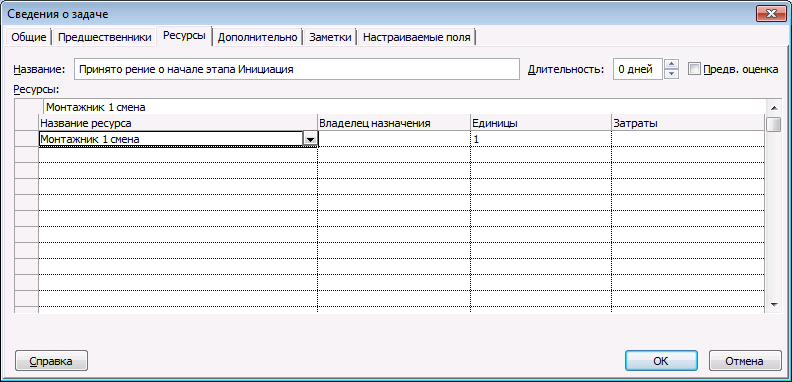 Сведения о задаче
Общие Предшественники Ресурсы Дополнительно Заметки Настраиваемые поля
Название: Принято рение о начале этапа Инициация Длительность: 0 дней Предв. оценка
Ресурсы:
Монтажник 1 смена
Название ресурса Владелец назначения Единицы Затраты
Монтажник 1 смена 1
Справка ОК Отмена